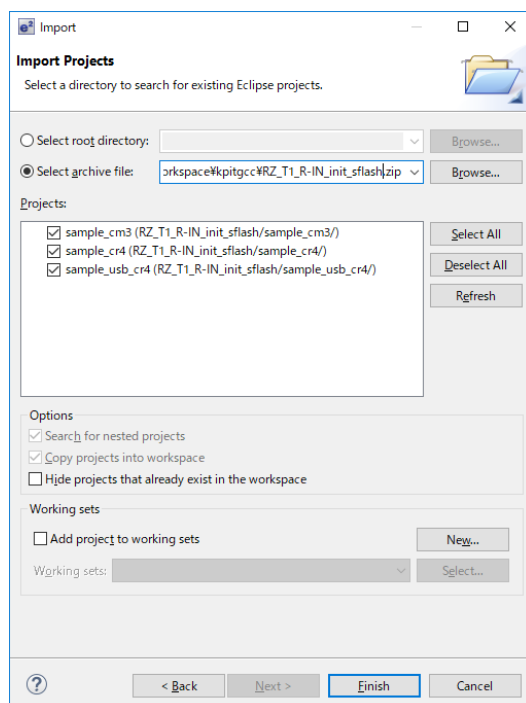 e² Import
Import Projects
Select a directory to search for existing Eclipse projects.
Select root directory: Browse...
Select archive file: orkspace¥kpitgcc¥RZ_T1_R-IN_init_sflash.zip Browse...
Projects:
sample_cm3 (RZ_T1_R-IN_init_sflash/sample_cm3/) Select All
sample_cr4 (RZ_T1_R-IN_init_sflash/sample_cr4/) Deselect All
sample_usb_cr4 (RZ_T1_R-IN_init_sflash/sample_usb_cr4/) Refresh
Options
Search for nested projects
Copy projects into workspace
Hide projects that already exist in the workspace
Working sets
Add project to working sets New...
Working sets: Select...
? < Back Next > Finish Cancel